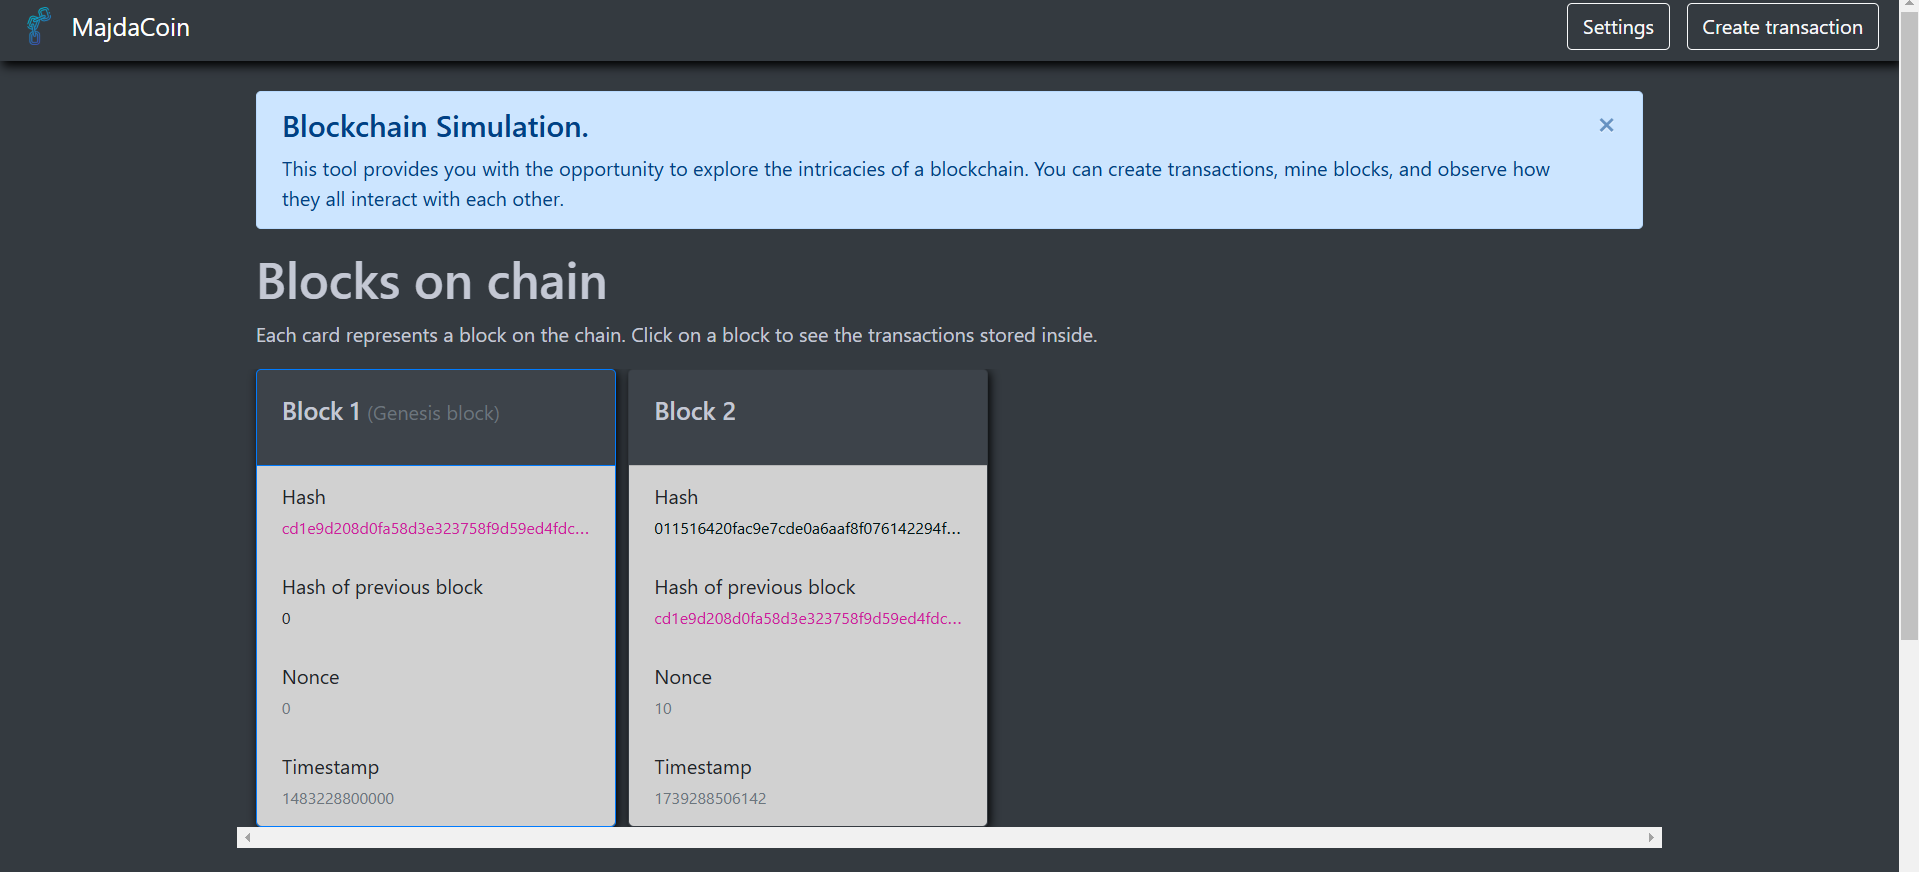 MajdaCoin
Settings
Create transaction
Blockchain Simulation.
×
This tool provides you with the opportunity to explore the intricacies of a blockchain. You can create transactions, mine blocks, and observe how
they all interact with each other.
Blocks on chain
Each card represents a block on the chain. Click on a block to see the transactions stored inside.
Block 1 (Genesis block)
Hash
cd1e9d208d0fa58d3e323758f9d59ed4fdc...
Hash of previous block
0
Nonce
0
Timestamp
1483228800000
Block 2
Hash
011516420fac9e7cde0a6aaf8f076142294f...
Hash of previous block
cd1e9d208d0fa58d3e323758f9d59ed4fdc...
Nonce
10
Timestamp
1739288506142